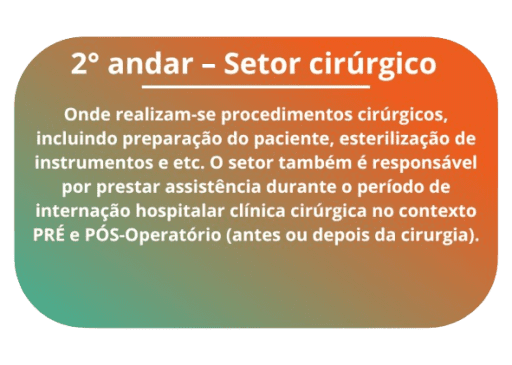 2° andar – Setor cirúrgico
Onde realizam-se procedimentos cirúrgicos,
incluindo preparação do paciente, esterilização de
instrumentos e etc. O setor também é responsável
por prestar assistência durante o período de
internação hospitalar clínica cirúrgica no contexto
PRÉ e PÓS-Operatório (antes ou depois da cirurgia).